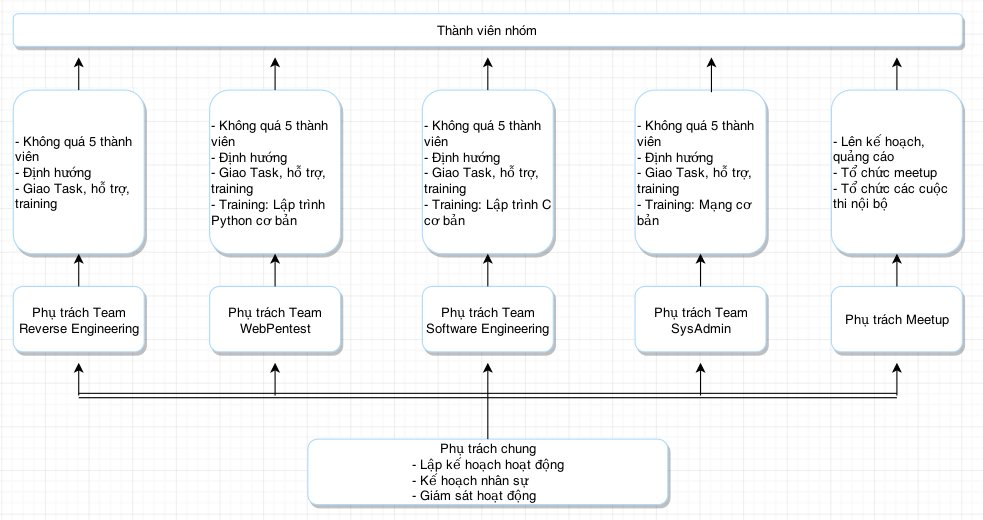 Thành viên nhóm
- Không quá 5 thành
viên
- Định hướng
- Giao Task, hỗ trợ,
training
- Không quá 5 thành
viên
- Định hướng
- Giao Task, hỗ trợ,
training
- Training: Lập trình
Python cơ bản
- Không quá 5 thành
viên
- Định hướng
- Giao Task, hỗ trợ,
training
- Training: Lập trình C
cơ bản
- Không quá 5 thành
viên
- Định hướng
- Giao Task, hỗ trợ,
training
- Training: Mạng cơ
bản
- Lên kế hoạch,
quảng cáo
- Tổ chức meetup
- Tổ chức các cuộc
thi nội bộ
Phụ trách Team
Reverse Engineering
Phụ trách Team
WebPentest
Phụ trách Team
Software Engineering
Phụ trách Team
SysAdmin
Phụ trách Meetup
Phụ trách chung
- Lập kế hoạch hoạt động
- Kế hoạch nhân sự
- Giám sát hoạt động